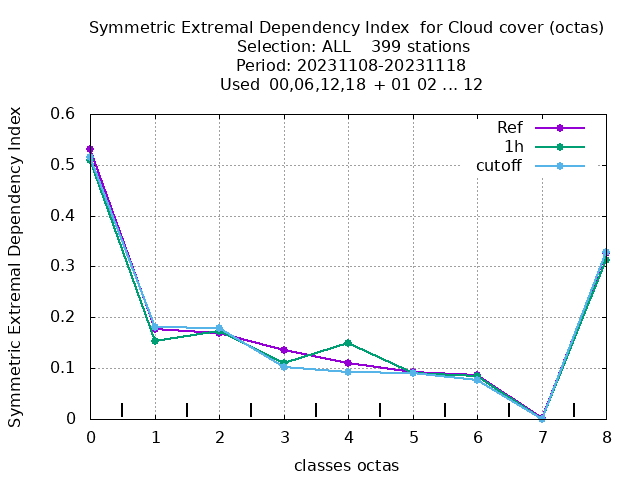 Symmetric Extremal Dependency Index  for Cloud cover (octas)
Selection: ALL    399 stations
Period: 20231108-20231118
Used  00,06,12,18  + 01 02 ... 12
Symmetric Extremal Dependency Index
0.6
0.5
0.4
0.3
0.2
0.1
0
Ref
1h
cutoff
0 1 2 3 4 5 6 7 8
classes octas